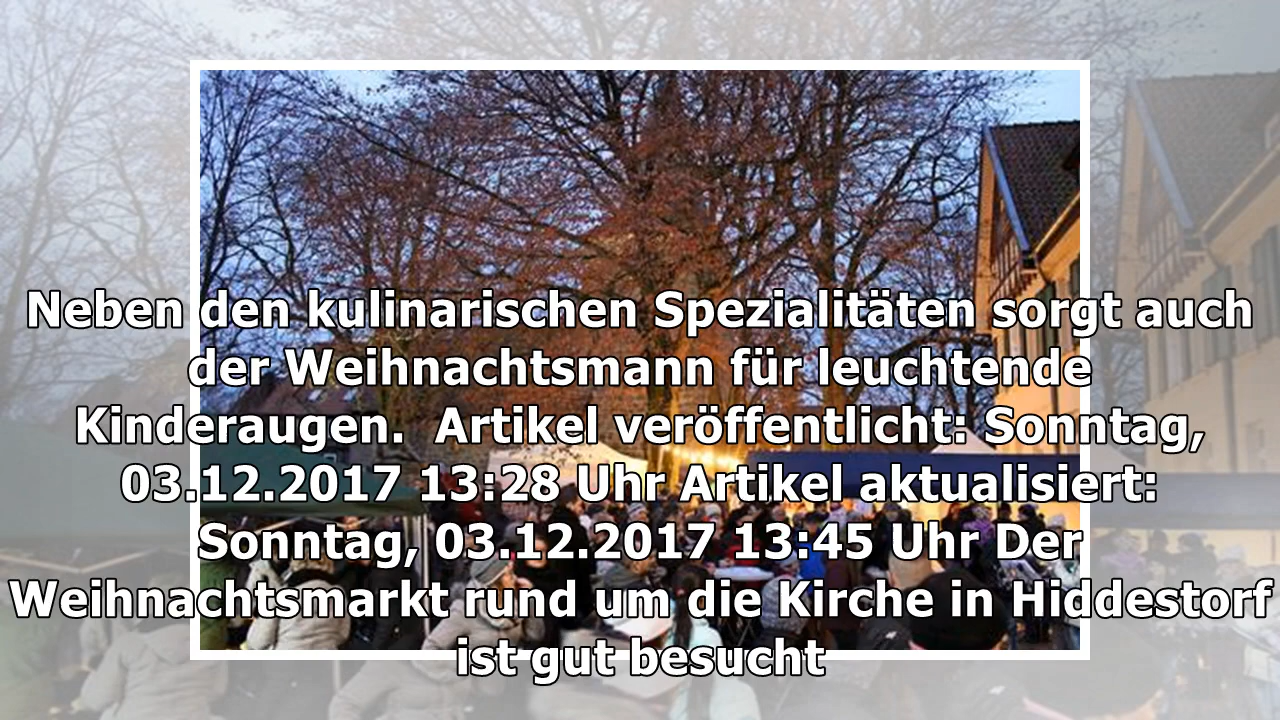 Neben den kulinarischen Spezialitäten sorgt auch
der Weihnachtsmann für leuchtende
Kinderaugen.  Artikel veröffentlicht: Sonntag,
03.12.2017 13:28 Uhr Artikel aktualisiert:
Sonntag, 03.12.2017 13:45 Uhr Der
Weihnachtsmarkt rund um die Kirche in Hiddestorf
ist gut besucht